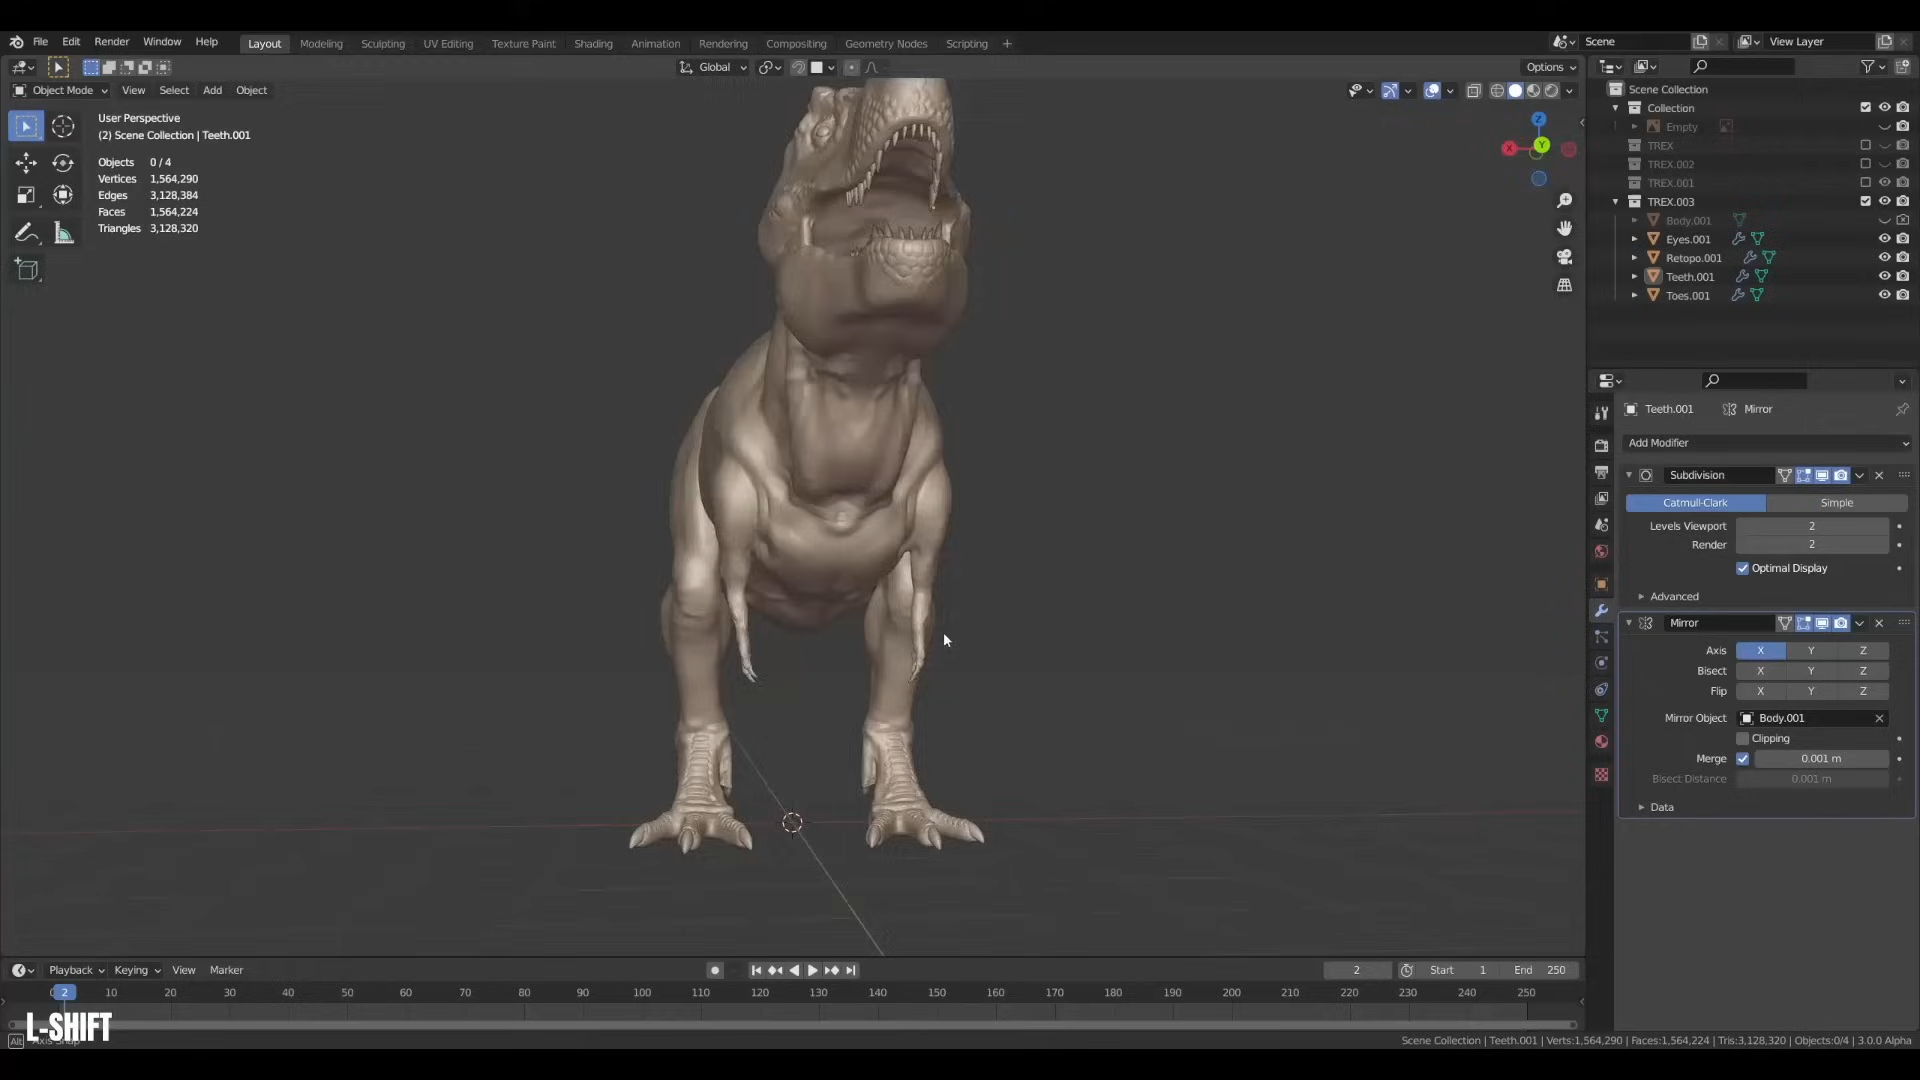 File Edit Render Window Help Layout Modeling Sculpting UV Editing Texture Paint Shading Animation Rendering Compositing Geometry Nodes Scripting + Scene View Layer
Global Options
Object Mode View Select Add Object
User Perspective
(2) Scene Collection | Teeth.001
Objects 0/4
Vertices 1,564,290
Edges 3,128,384
Faces 1,564,224
Triangles 3,128,320
Z
Y
X
Scene Collection
Collection
Empty
TREX
TREX.002
TREX.001
TREX.003
Body.001
Eyes.001
Retopo.001
Teeth.001
Toes.001
Teeth.001 Mirror
Add Modifier
Subdivision
Catmull-Clark Simple
Levels Viewport 2
Render 2
Optimal Display
Advanced
Mirror
Axis X Y Z
Bisect X Y Z
Flip X Y Z
Mirror Object Body.001
Clipping
Merge 0.001 m
Bisect Distance 0.001 m
Data
Playback Keying View Marker 2 Start 1 End 250
2 10 20 30 40 50 60 70 80 90 100 110 120 130 140 150 160 170 180 190 200 210 220 230 240 250
L-SHIFT
Alt Axis Snap
Scene Collection | Teeth.001 | Verts:1,564,290 | Faces:1,564,224 | Tris:3,128,320 | Objects:0/4 | 3.0.0 Alpha